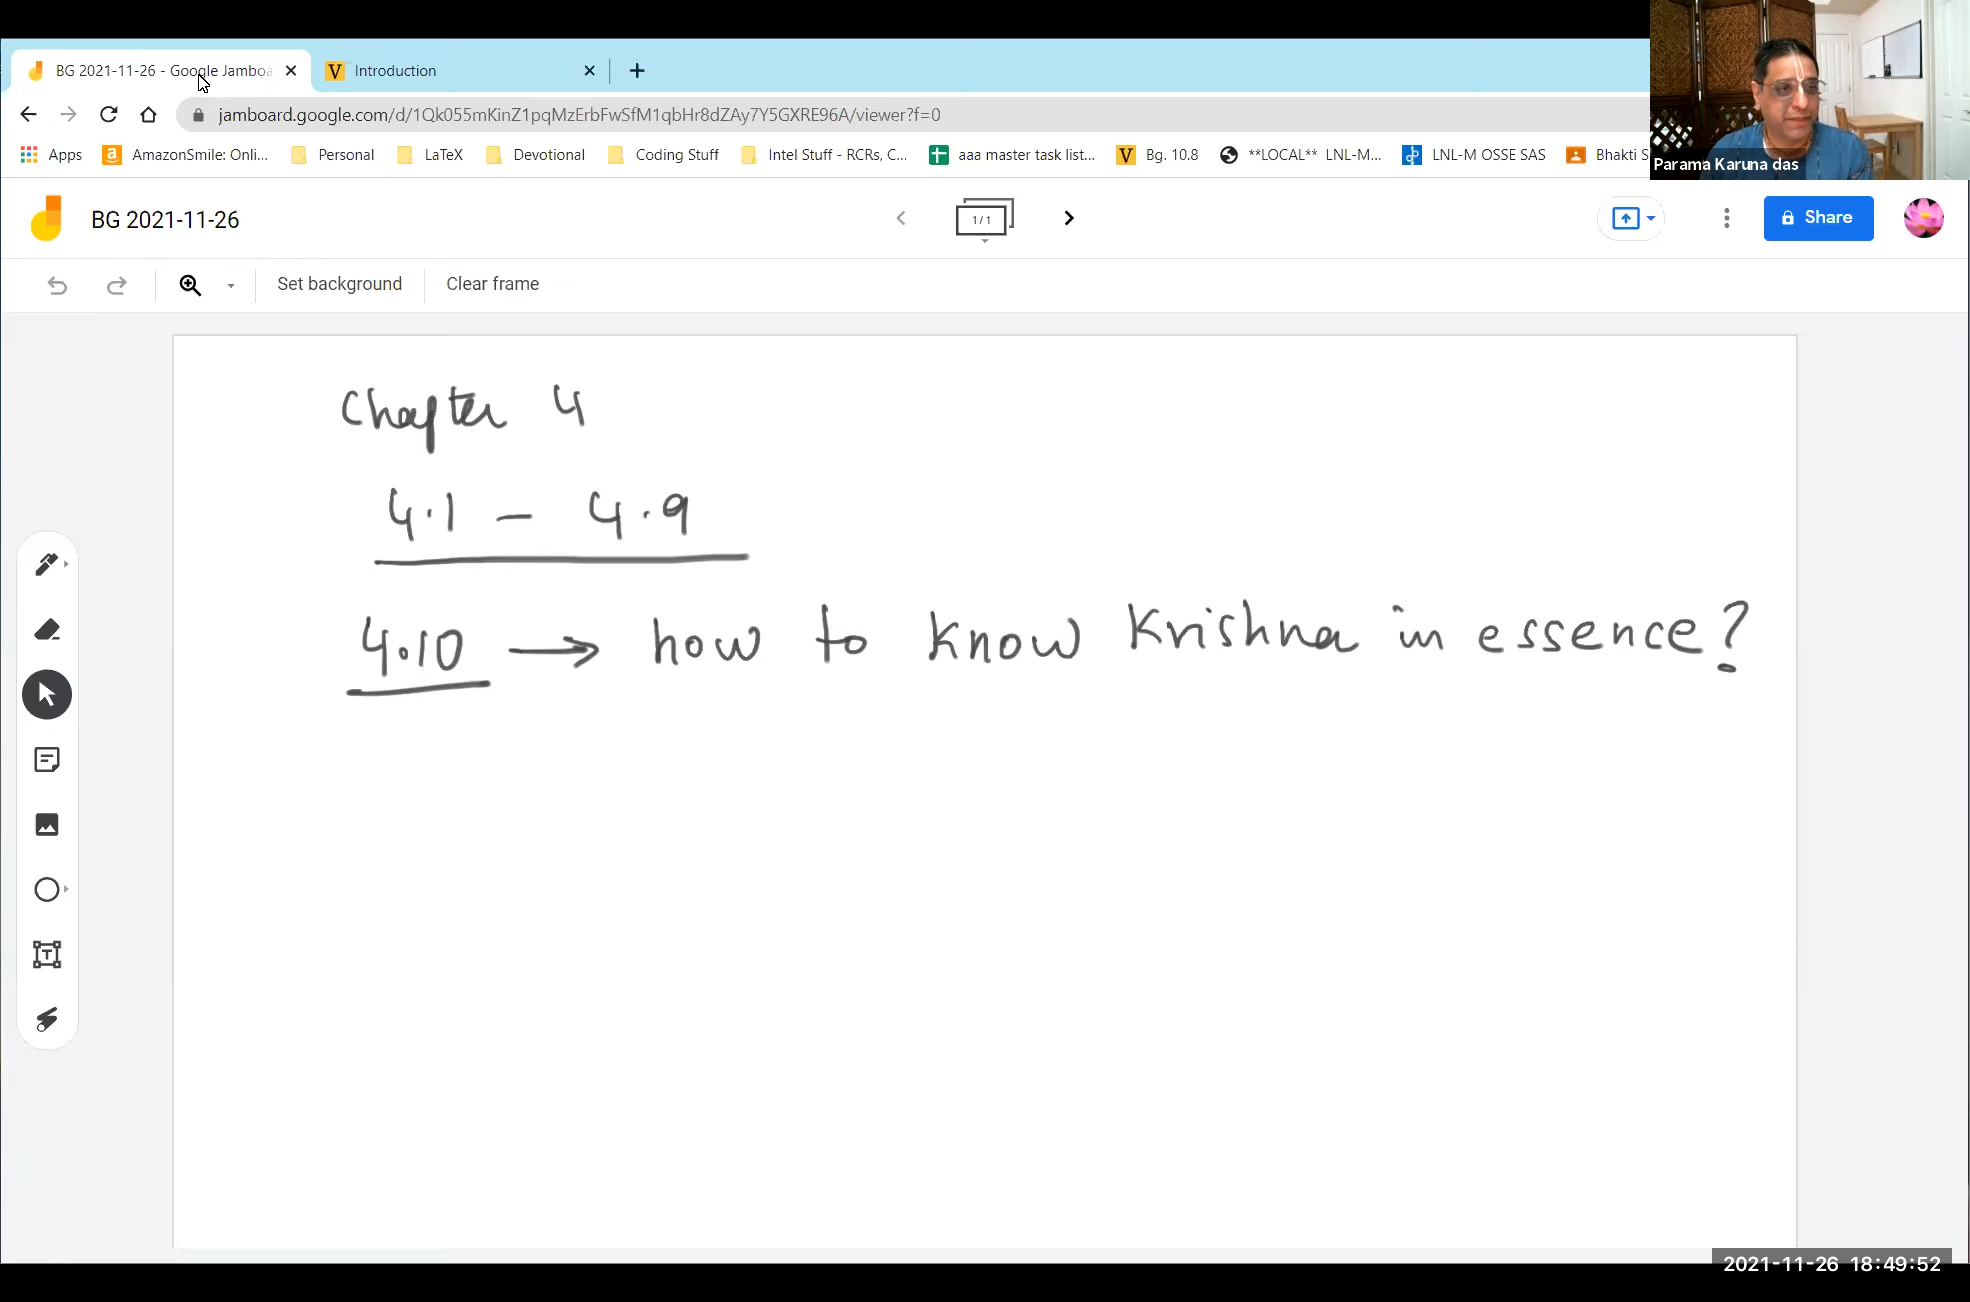 BG 2021-11-26 - Google Jamboa
Introduction
jamboard.google.com/d/1Qk055mKinZ1pqMzErbFwSfM1qbHr8dZAy7Y5GXRE96A/viewer?f=0
Apps AmazonSmile: Onli... Personal LaTeX Devotional Coding Stuff Intel Stuff - RCRs, C... aaa master task list... Bg. 10.8 **LOCAL** LNL-M... LNL-M OSSE SAS Bhakti S
Parama Karuna das
BG 2021-11-26
1/1
Share
Set background Clear frame
Chapter 4
4.1 – 4.9
4.10 → how to know Krishna in essence?
2021-11-26 18:49:52